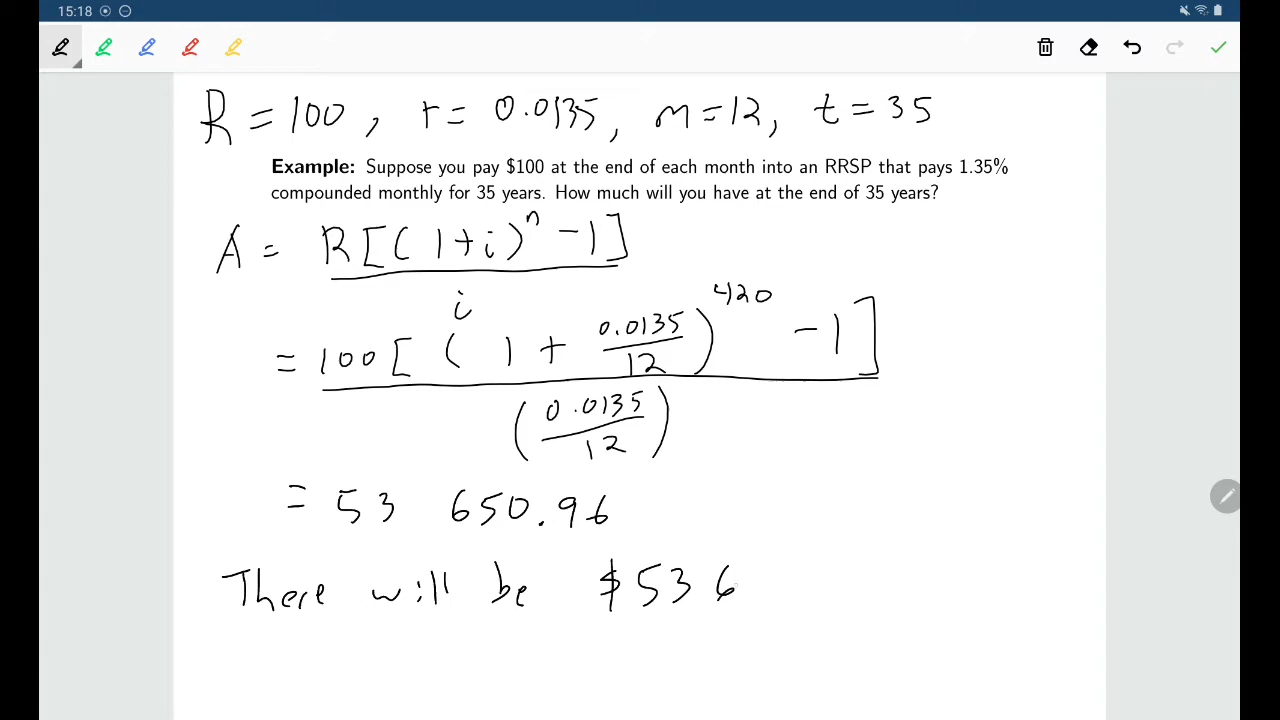 15:18
R = 100 , r = 0.0135, m = 12, t = 35
Example: Suppose you pay $100 at the end of each month into an RRSP that pays 1.35%
compounded monthly for 35 years. How much will you have at the end of 35 years?
A = R[(1+i)^n -1] / i
= 100[(1 + 0.0135/12)^420 -1] / (0.0135/12)
= 53 650.96
There will be $53 6